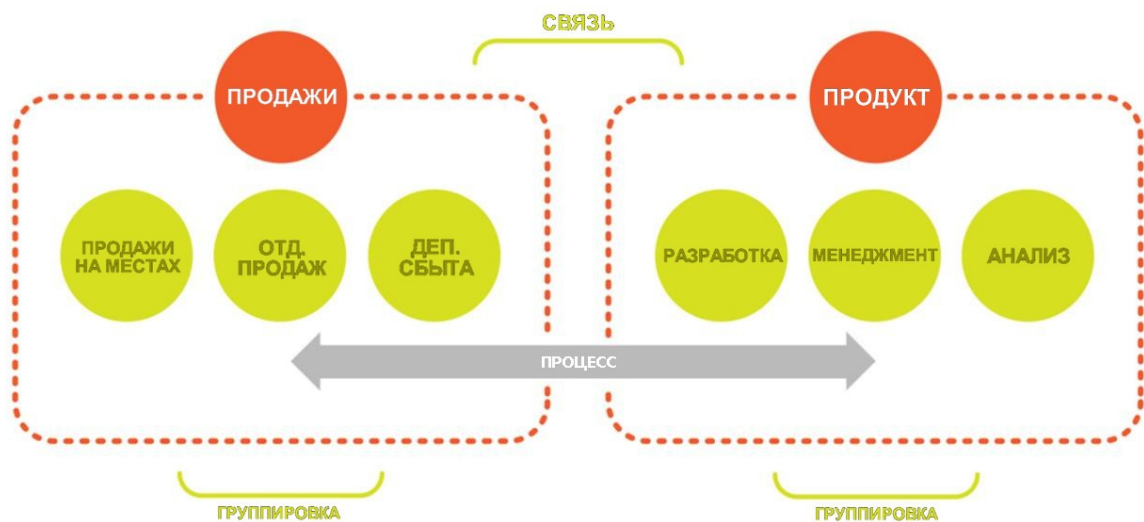 СВЯЗЬ
ПРОДАЖИ
ПРОДУКТ
ПРОДАЖИ
НА МЕСТАХ
ОТД.
ПРОДАЖ
ДЕП.
СБЫТА
РАЗРАБОТКА
МЕНЕДЖМЕНТ
АНАЛИЗ
ПРОЦЕСС
ГРУППИРОВКА
ГРУППИРОВКА